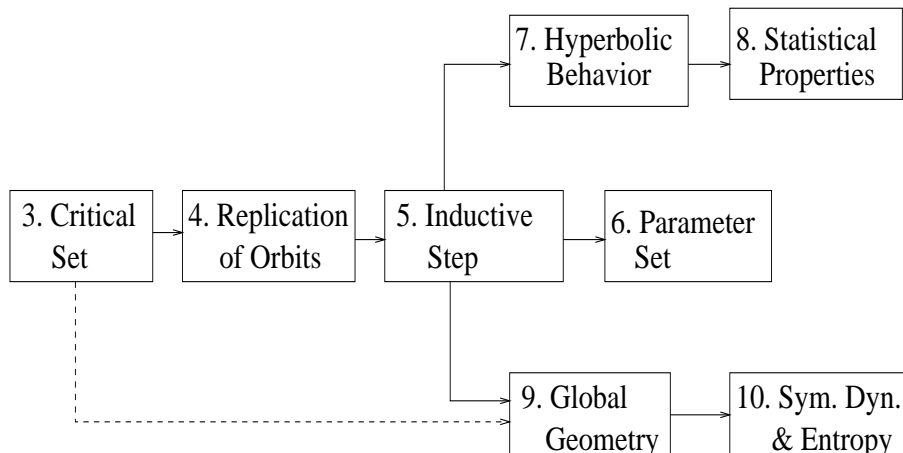 7. Hyperbolic
Behavior
8. Statistical
Properties
3. Critical
Set
4. Replication
of Orbits
5. Inductive
Step
6. Parameter
Set
9. Global
Geometry
10. Sym. Dyn.
& Entropy